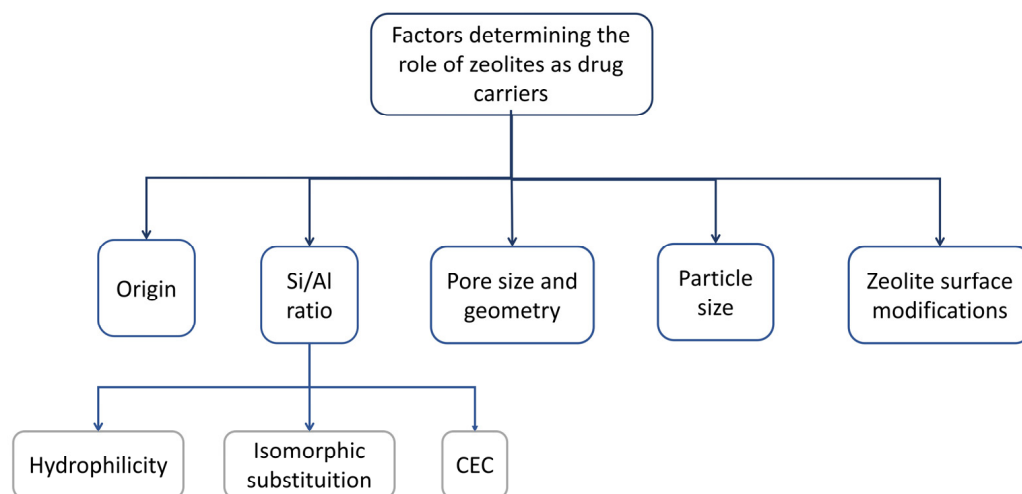 Factors determining the
role of zeolites as drug
carriers
Origin
Si/Al
ratio
Pore size and
geometry
Particle
size
Zeolite surface
modifications
Hydrophilicity
Isomorphic
substituition
CEC